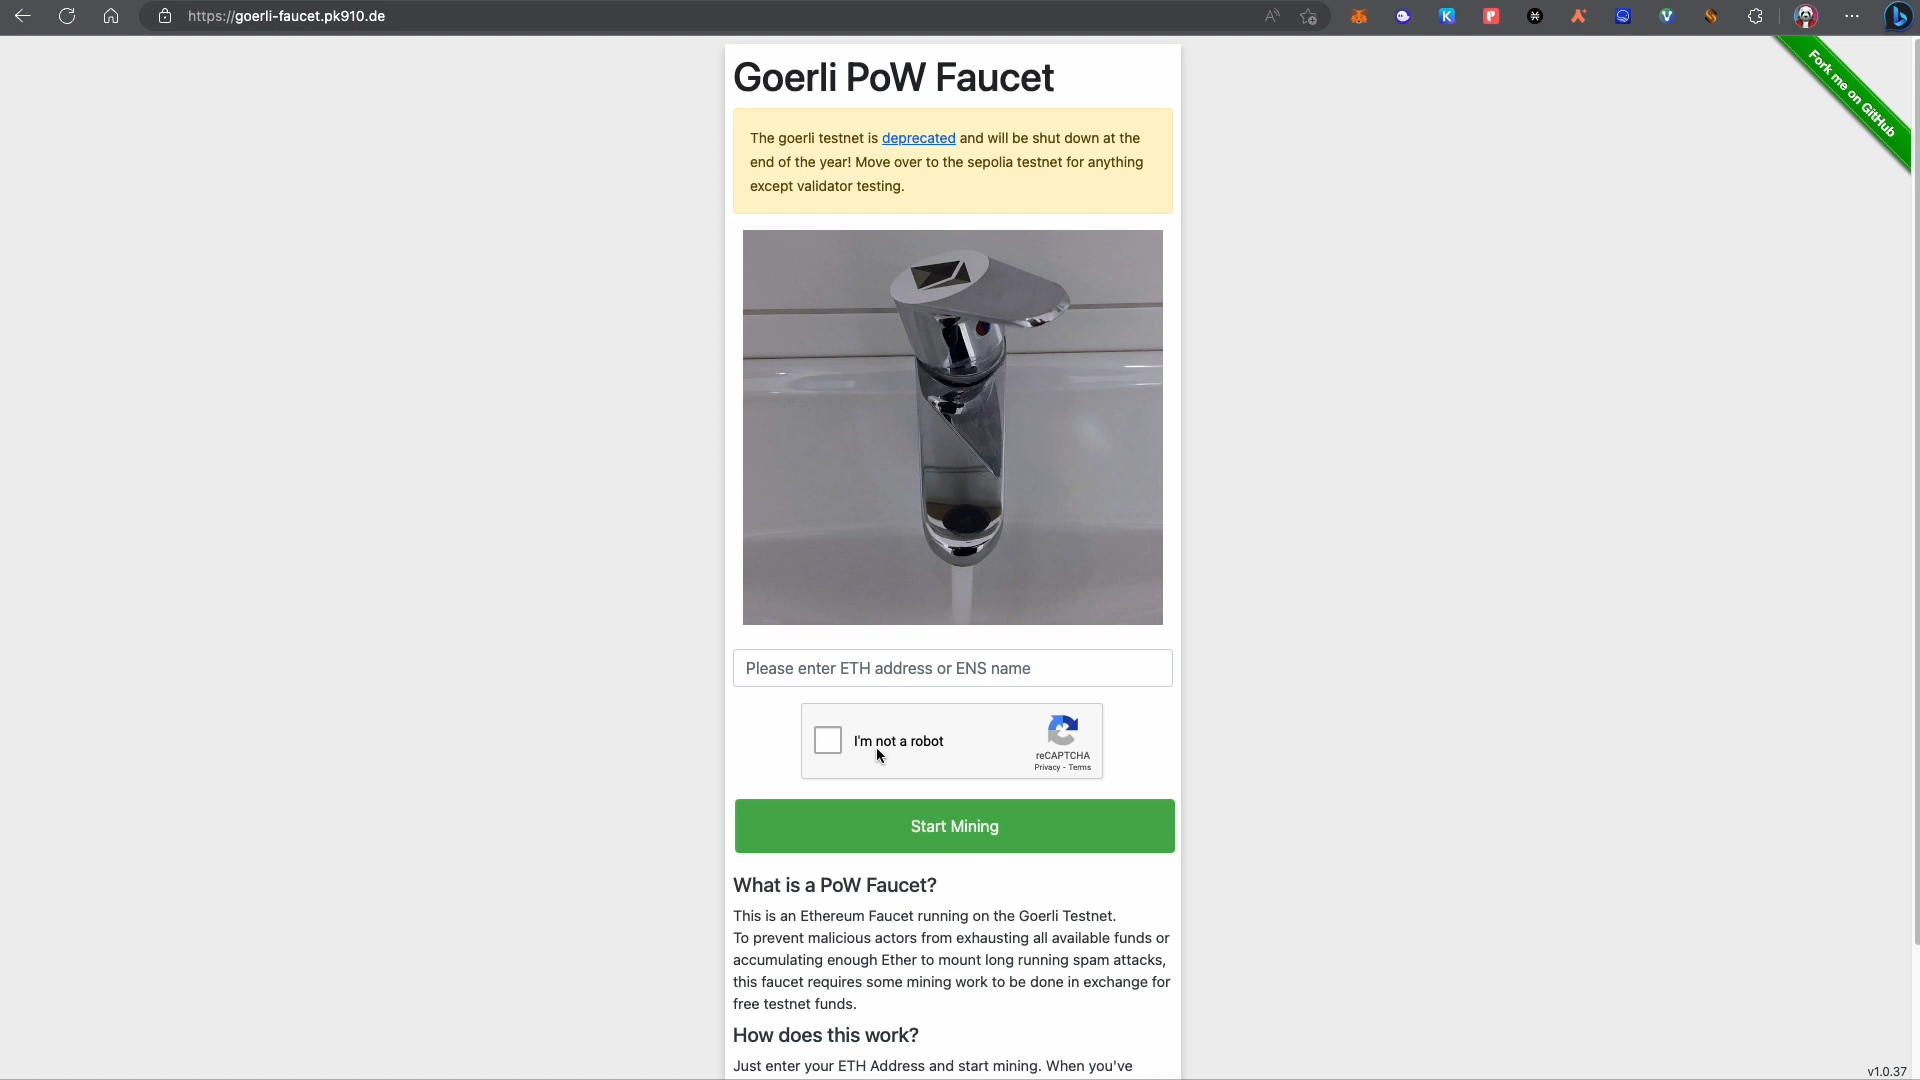 https://goerli-faucet.pk910.de
Fork me on GitHub
Goerli PoW Faucet
The goerli testnet is deprecated and will be shut down at the
end of the year! Move over to the sepolia testnet for anything
except validator testing.
Please enter ETH address or ENS name
I'm not a robot
reCAPTCHA
Privacy - Terms
Start Mining
What is a PoW Faucet?
This is an Ethereum Faucet running on the Goerli Testnet.
To prevent malicious actors from exhausting all available funds or
accumulating enough Ether to mount long running spam attacks,
this faucet requires some mining work to be done in exchange for
free testnet funds.
How does this work?
Just enter your ETH Address and start mining. When you've
v1.0.37